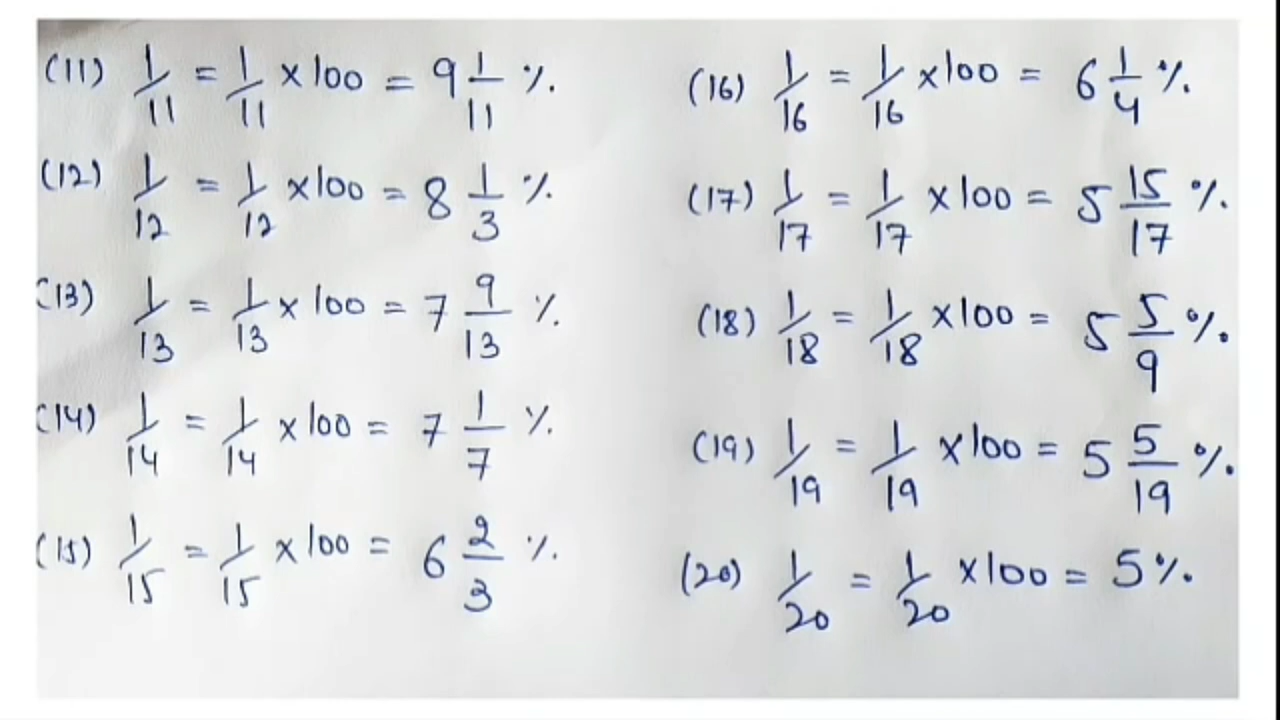 (11) 1/11 = 1/11 × 100 = 9 1/11 %.
(12) 1/12 = 1/12 × 100 = 8 1/3 %.
(13) 1/13 = 1/13 × 100 = 7 9/13 %.
(14) 1/14 = 1/14 × 100 = 7 1/7 %.
(15) 1/15 = 1/15 × 100 = 6 2/3 %.
(16) 1/16 = 1/16 × 100 = 6 1/4 %.
(17) 1/17 = 1/17 × 100 = 5 15/17 %.
(18) 1/18 = 1/18 × 100 = 5 5/9 %.
(19) 1/19 = 1/19 × 100 = 5 5/19 %.
(20) 1/20 = 1/20 × 100 = 5 %.